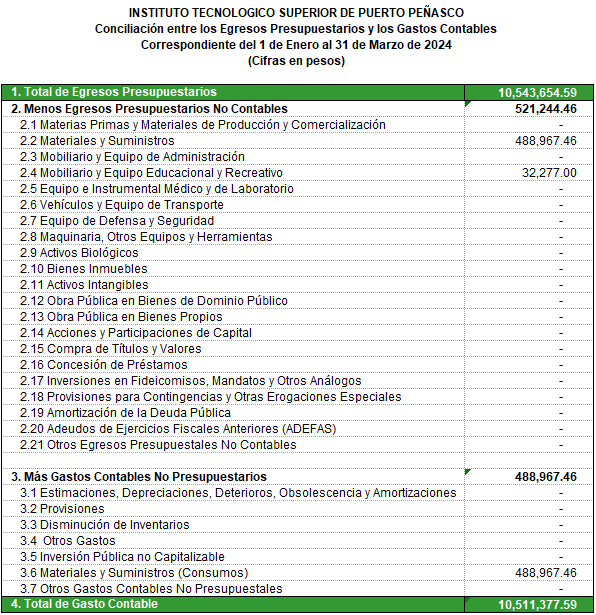 INSTITUTO TECNOLOGICO SUPERIOR DE PUERTO PEÑASCO
Conciliación entre los Egresos Presupuestarios y los Gastos Contables
Correspondiente del 1 de Enero al 31 de Marzo de 2024
(Cifras en pesos)
1. Total de Egresos Presupuestarios 10,543,654.59
2. Menos Egresos Presupuestarios No Contables 521,244.46
2.1 Materias Primas y Materiales de Producción y Comercialización -
2.2 Materiales y Suministros 488,967.46
2.3 Mobiliario y Equipo de Administración -
2.4 Mobiliario y Equipo Educacional y Recreativo 32,277.00
2.5 Equipo e Instrumental Médico y de Laboratorio -
2.6 Vehículos y Equipo de Transporte -
2.7 Equipo de Defensa y Seguridad -
2.8 Maquinaria, Otros Equipos y Herramientas -
2.9 Activos Biológicos -
2.10 Bienes Inmuebles -
2.11 Activos Intangibles -
2.12 Obra Pública en Bienes de Dominio Público -
2.13 Obra Pública en Bienes Propios -
2.14 Acciones y Participaciones de Capital -
2.15 Compra de Títulos y Valores -
2.16 Concesión de Préstamos -
2.17 Inversiones en Fideicomisos, Mandatos y Otros Análogos -
2.18 Provisiones para Contingencias y Otras Erogaciones Especiales -
2.19 Amortización de la Deuda Pública -
2.20 Adeudos de Ejercicios Fiscales Anteriores (ADEFAS) -
2.21 Otros Egresos Presupuestales No Contables -
3. Más Gastos Contables No Presupuestarios 488,967.46
3.1 Estimaciones, Depreciaciones, Deterioros, Obsolescencia y Amortizaciones -
3.2 Provisiones -
3.3 Disminución de Inventarios -
3.4 Otros Gastos -
3.5 Inversión Pública no Capitalizable -
3.6 Materiales y Suministros (Consumos) 488,967.46
3.7 Otros Gastos Contables No Presupuestales -
4. Total de Gasto Contable 10,511,377.59